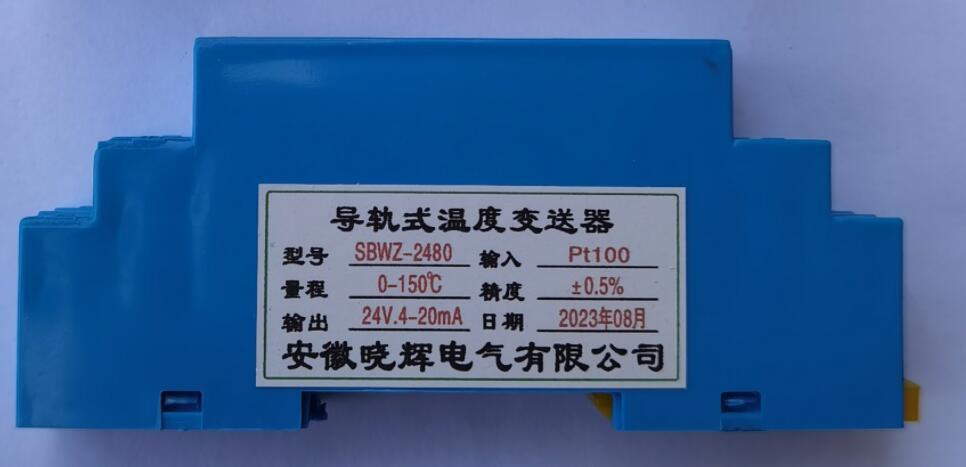 导轨式温度变送器
型号 SBWZ-2480 输入 Pt100
量程 0-150℃ 精度 ±0.5%
输出 24V.4-20mA 日期 2023年08月
安徽晓辉电气有限公司